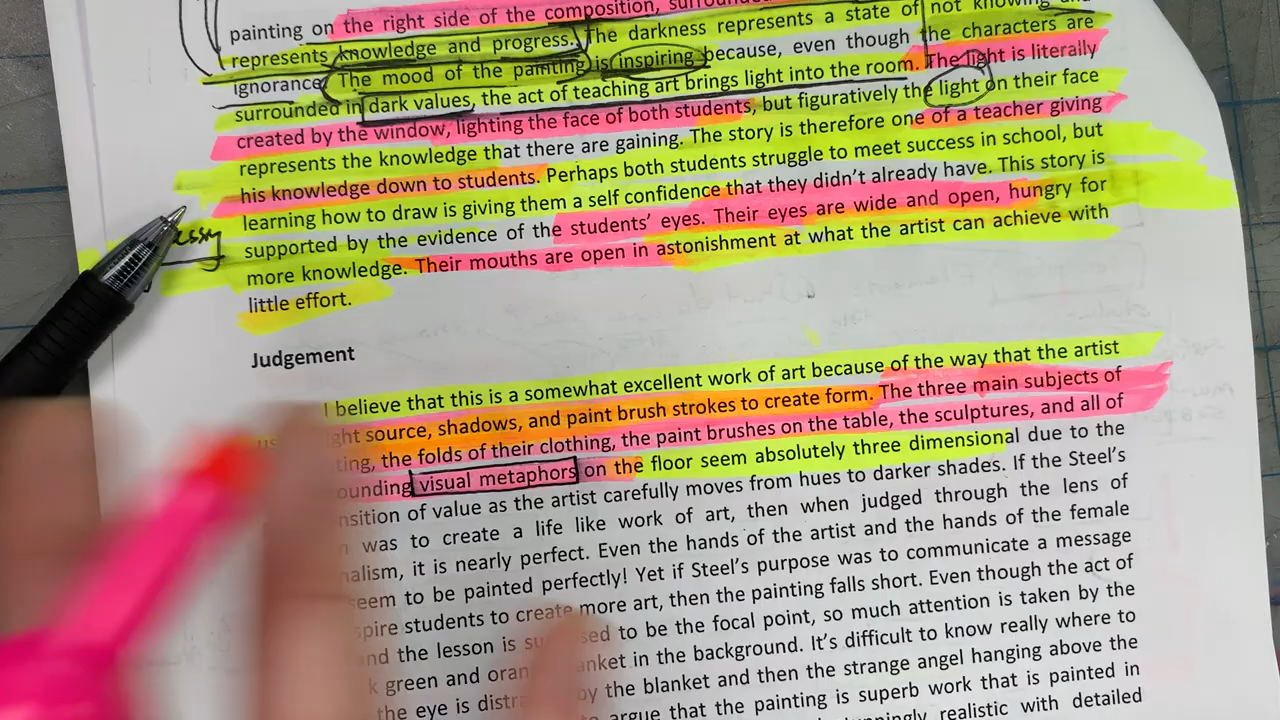 painting on the right side of the composition,
represents knowledge and progress. The darkness represents a state of not knowing and
ignorance. The mood of the painting is inspiring because, even though the characters are
surrounded in dark values, the act of teaching art brings light into the room. The light is literally
created by the window, lighting the face of both students, but figuratively the light on their face
represents the knowledge that there are gaining. The story is therefore one of a teacher giving
his knowledge down to students. Perhaps both students struggle to meet success in school, but
learning how to draw is giving them a self confidence that they didn't already have. This story is
supported by the evidence of the students' eyes. Their eyes are wide and open, hungry for
more knowledge. Their mouths are open in astonishment at what the artist can achieve with
little effort.
Judgement
I believe that this is a somewhat excellent work of art because of the way that the artist
source, shadows, and paint brush strokes to create form. The three main subjects of
the folds of their clothing, the paint brushes on the table, the sculptures, and all of
visual metaphors on the floor seem absolutely three dimensional due to the
of value as the artist carefully moves from hues to darker shades. If the Steel's
was to create a life like work of art, then when judged through the lens of
it is nearly perfect. Even the hands of the artist and the hands of the female
seem to be painted perfectly! Yet if Steel's purpose was to communicate a message
students to create more art, then the painting falls short. Even though the act of
and the lesson is supposed to be the focal point, so much attention is taken by the
green and in the background. It's difficult to know really where to
the eye is by the blanket and then the strange angel hanging above the
argue that the painting is superb work that is painted in
realistic with detailed